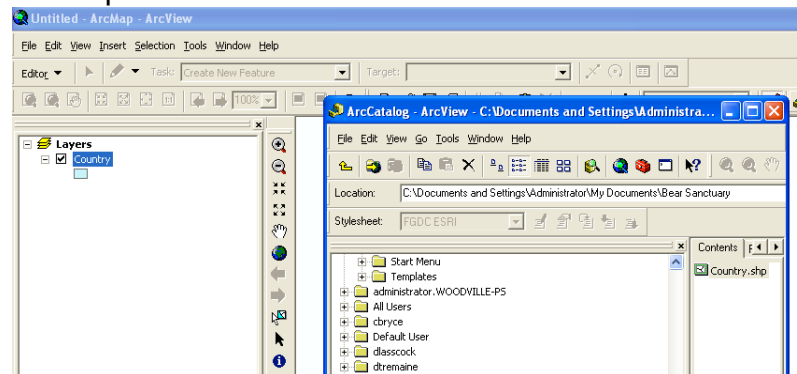 Untitled - ArcMap - ArcView
File Edit View Insert Selection Tools Window Help
Editor Task: Create New Feature Target:
100%
Layers
Country
ArcCatalog - ArcView - C:\Documents and Settings\Administra...
File Edit View Go Tools Window Help
Location: C:\Documents and Settings\Administrator\My Documents\Bear Sanctuary
Stylesheet: FGDC ESRI
Contents
Start Menu
Country.shp
Templates
administrator.WOODVILLE-PS
All Users
cbryce
Default User
dlasscock
dtremaine